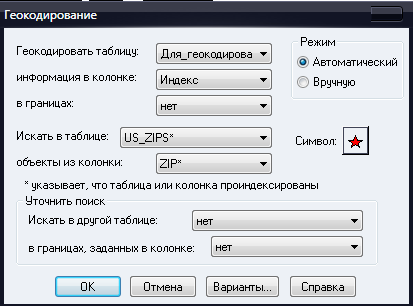 Геокодирование
Геокодировать таблицу: Для_геокодирова
информация в колонке: Индекс
в границах: нет
Режим
Автоматический
Вручную
Искать в таблице: US_ZIPS*
объекты из колонки: ZIP*
Символ:
* указывает, что таблица или колонка проиндексированы
Уточнить поиск
Искать в другой таблице: нет
в границах, заданных в колонке: нет
OK Отмена Варианты... Справка